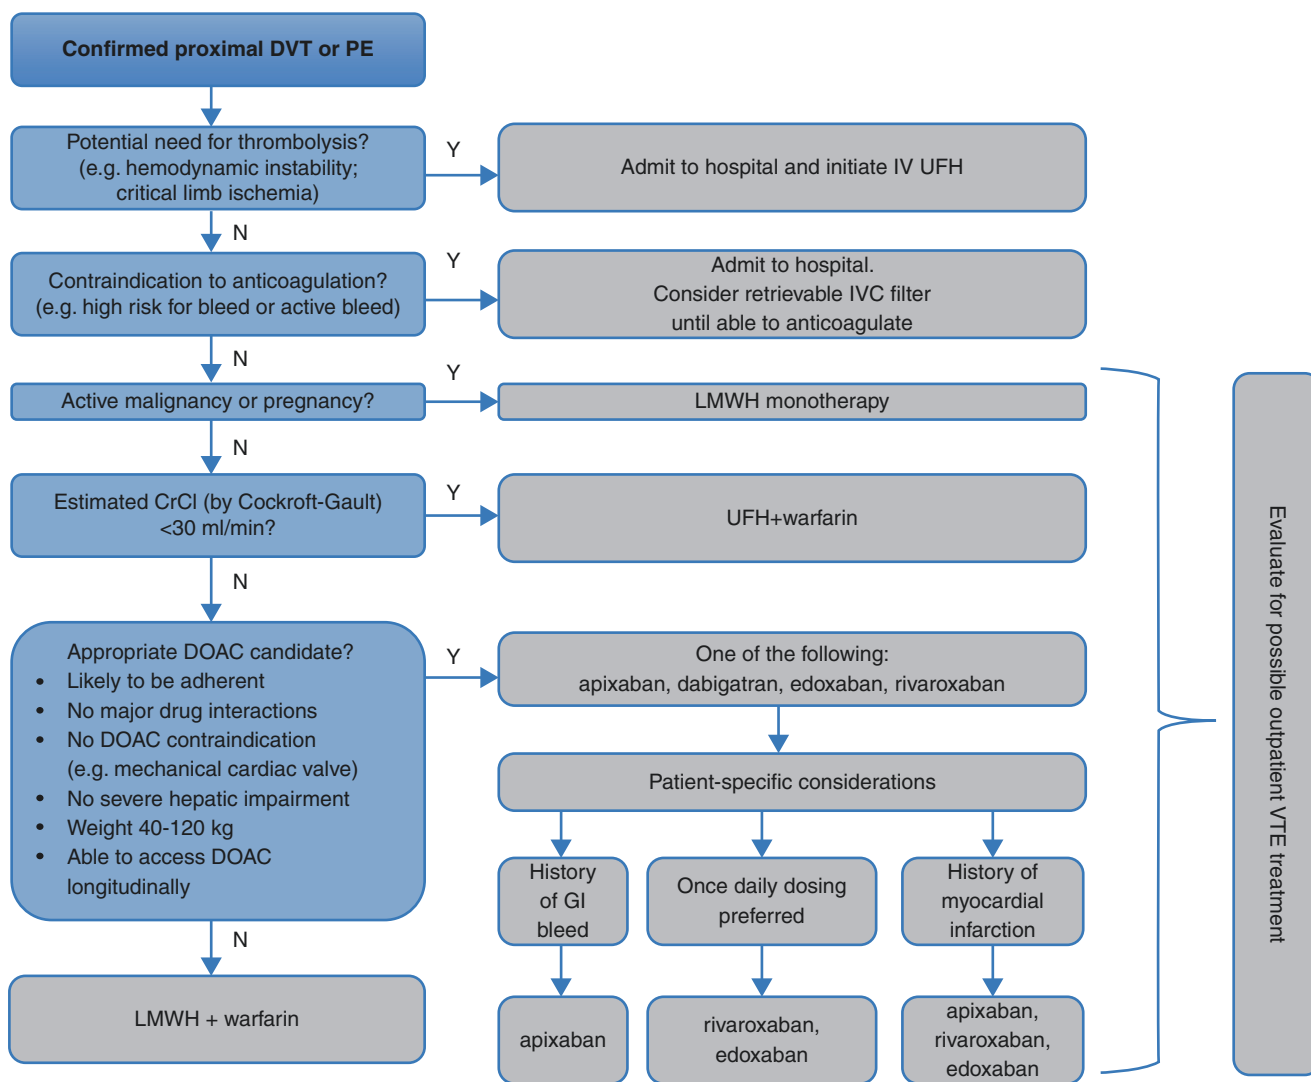 Confirmed proximal DVT or PE
Potential need for thrombolysis?
(e.g. hemodynamic instability;
critical limb ischemia)
Y
Admit to hospital and initiate IV UFH
N
Contraindication to anticoagulation?
(e.g. high risk for bleed or active bleed)
Y
Admit to hospital.
Consider retrievable IVC filter
until able to anticoagulate
N
Active malignancy or pregnancy?
Y
LMWH monotherapy
N
Estimated CrCl (by Cockroft-Gault)
<30 ml/min?
Y
UFH+warfarin
N
Appropriate DOAC candidate?
• Likely to be adherent
• No major drug interactions
• No DOAC contraindication
(e.g. mechanical cardiac valve)
• No severe hepatic impairment
• Weight 40-120 kg
• Able to access DOAC
longitudinally
Y
One of the following:
apixaban, dabigatran, edoxaban, rivaroxaban
Patient-specific considerations
History
of GI
bleed
Once daily dosing
preferred
History of
myocardial
infarction
apixaban
rivaroxaban,
edoxaban
apixaban,
rivaroxaban,
edoxaban
N
LMWH + warfarin
Evaluate for possible outpatient VTE treatment